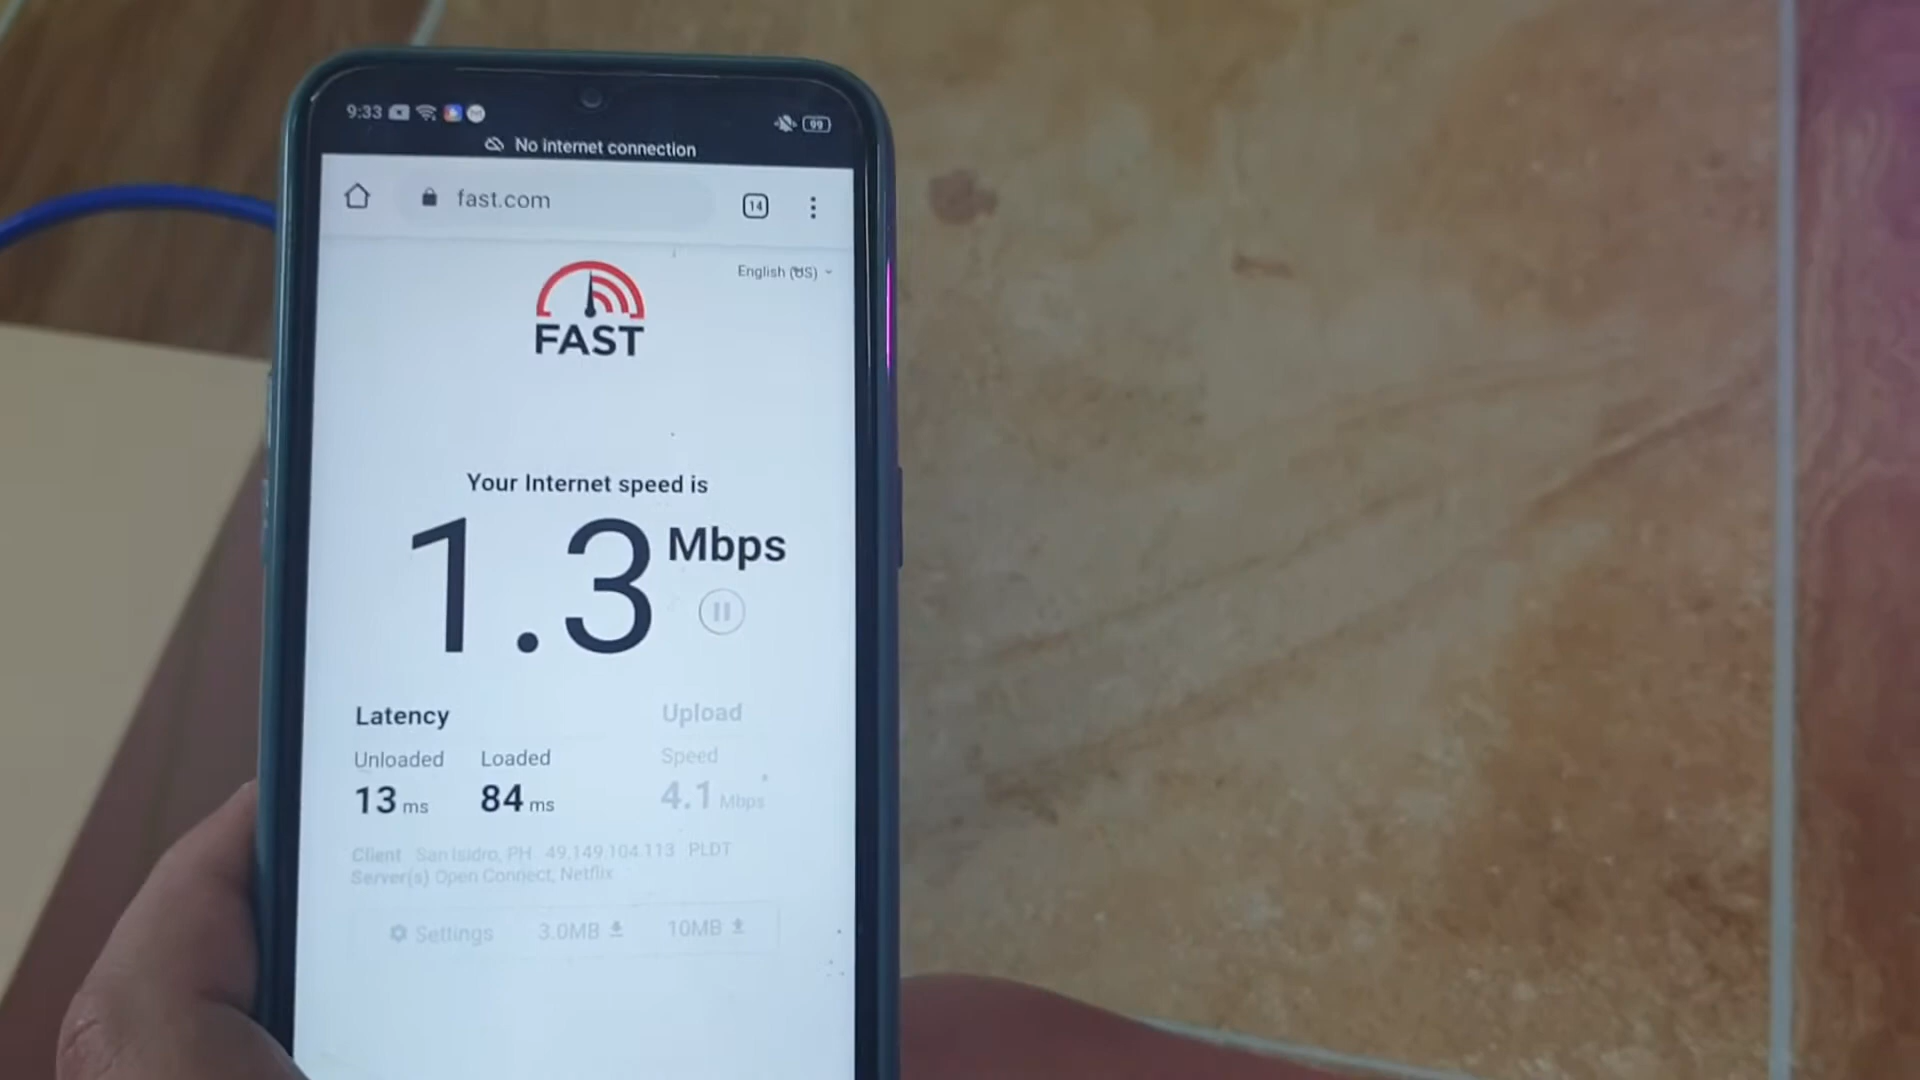 9:33
99
No internet connection
fast.com
14
English (US)
FAST
Your Internet speed is
1.3 Mbps
Latency Upload
Unloaded Loaded Speed
13 ms 84 ms 4.1 Mbps
Client San Isidro, PH 49.149.104.113 PLDT
Server(s) Open Connect, Netflix
Settings 3.0MB 10MB